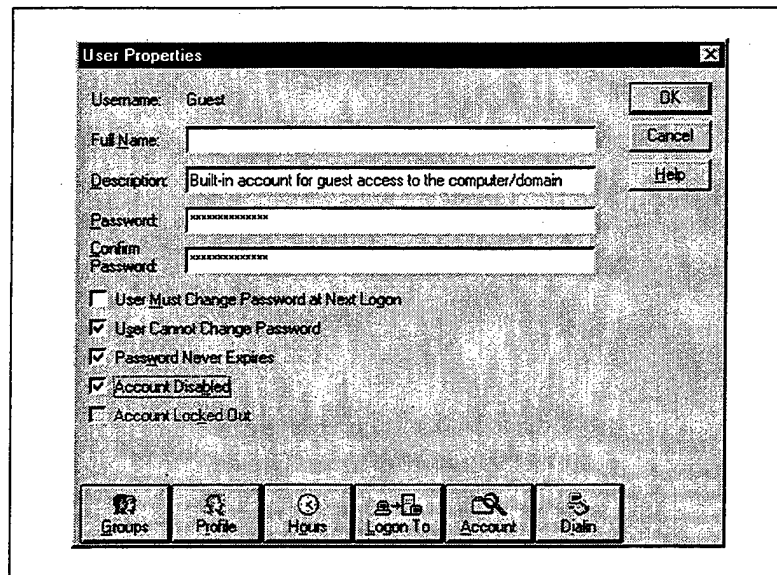 User Properties
Username: Guest
Full Name:
Description: Built-in account for guest access to the computer/domain
Password: xxxxxxxxxxxxxx
Confirm
Password: xxxxxxxxxxxxxx
User Must Change Password at Next Logon
User Cannot Change Password
Password Never Expires
Account Disabled
Account Locked Out
OK
Cancel
Help
Groups Profile Hours Logon To Account Dialin